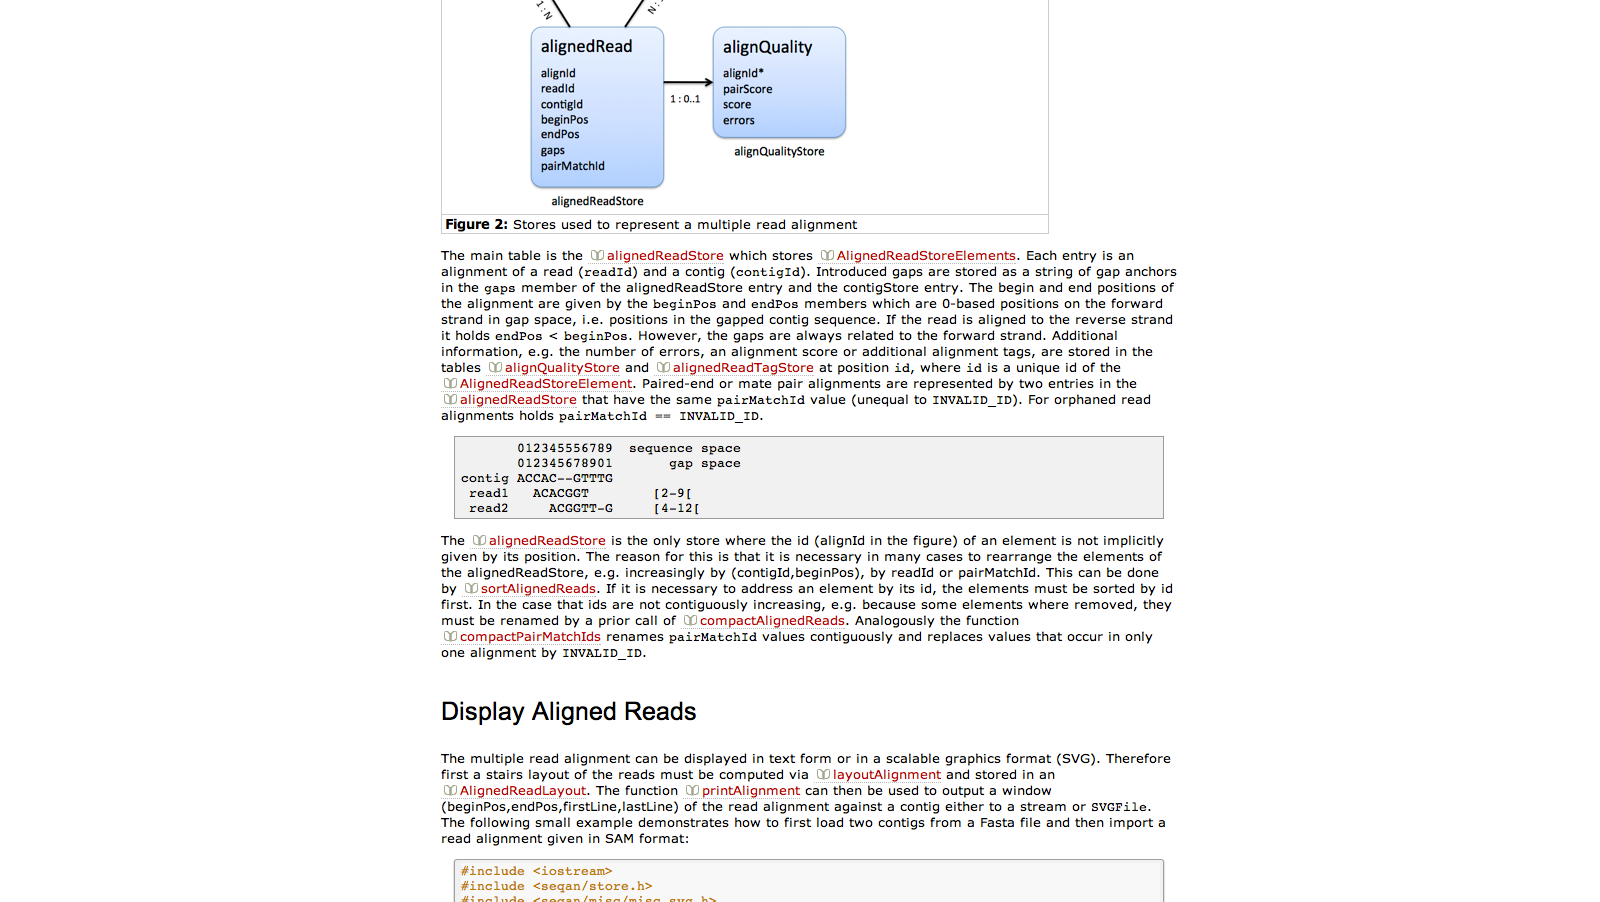 1:N
N:
alignedRead
alignId
readId
contigId
beginPos
endPos
gaps
pairMatchId
alignedReadStore
1 : 0..1
alignQuality
alignId*
pairScore
score
errors
alignQualityStore
Figure 2: Stores used to represent a multiple read alignment
The main table is the alignedReadStore which stores AlignedReadStoreElements. Each entry is an
alignment of a read (readId) and a contig (contigId). Introduced gaps are stored as a string of gap anchors
in the gaps member of the alignedReadStore entry and the contigStore entry. The begin and end positions of
the alignment are given by the beginPos and endPos members which are 0-based positions on the forward
strand in gap space, i.e. positions in the gapped contig sequence. If the read is aligned to the reverse strand
it holds endPos < beginPos. However, the gaps are always related to the forward strand. Additional
information, e.g. the number of errors, an alignment score or additional alignment tags, are stored in the
tables alignQualityStore and alignedReadTagStore at position id, where id is a unique id of the
AlignedReadStoreElement. Paired-end or mate pair alignments are represented by two entries in the
alignedReadStore that have the same pairMatchId value (unequal to INVALID_ID). For orphaned read
alignments holds pairMatchId == INVALID_ID.
012345556789 sequence space
012345678901 gap space
contig ACCAC--GTTTG
read1 ACACGGT [2-9[
read2 ACGGTT-G [4-12[
The alignedReadStore is the only store where the id (alignId in the figure) of an element is not implicitly
given by its position. The reason for this is that it is necessary in many cases to rearrange the elements of
the alignedReadStore, e.g. increasingly by (contigId,beginPos), by readId or pairMatchId. This can be done
by sortAlignedReads. If it is necessary to address an element by its id, the elements must be sorted by id
first. In the case that ids are not contiguously increasing, e.g. because some elements where removed, they
must be renamed by a prior call of compactAlignedReads. Analogously the function
compactPairMatchIds renames pairMatchId values contiguously and replaces values that occur in only
one alignment by INVALID_ID.
Display Aligned Reads
The multiple read alignment can be displayed in text form or in a scalable graphics format (SVG). Therefore
first a stairs layout of the reads must be computed via layoutAlignment and stored in an
AlignedReadLayout. The function printAlignment can then be used to output a window
(beginPos,endPos,firstLine,lastLine) of the read alignment against a contig either to a stream or SVGFile.
The following small example demonstrates how to first load two contigs from a Fasta file and then import a
read alignment given in SAM format:
#include <iostream>
#include <seqan/store.h>
#include <seqan/misc/misc_svg.h>